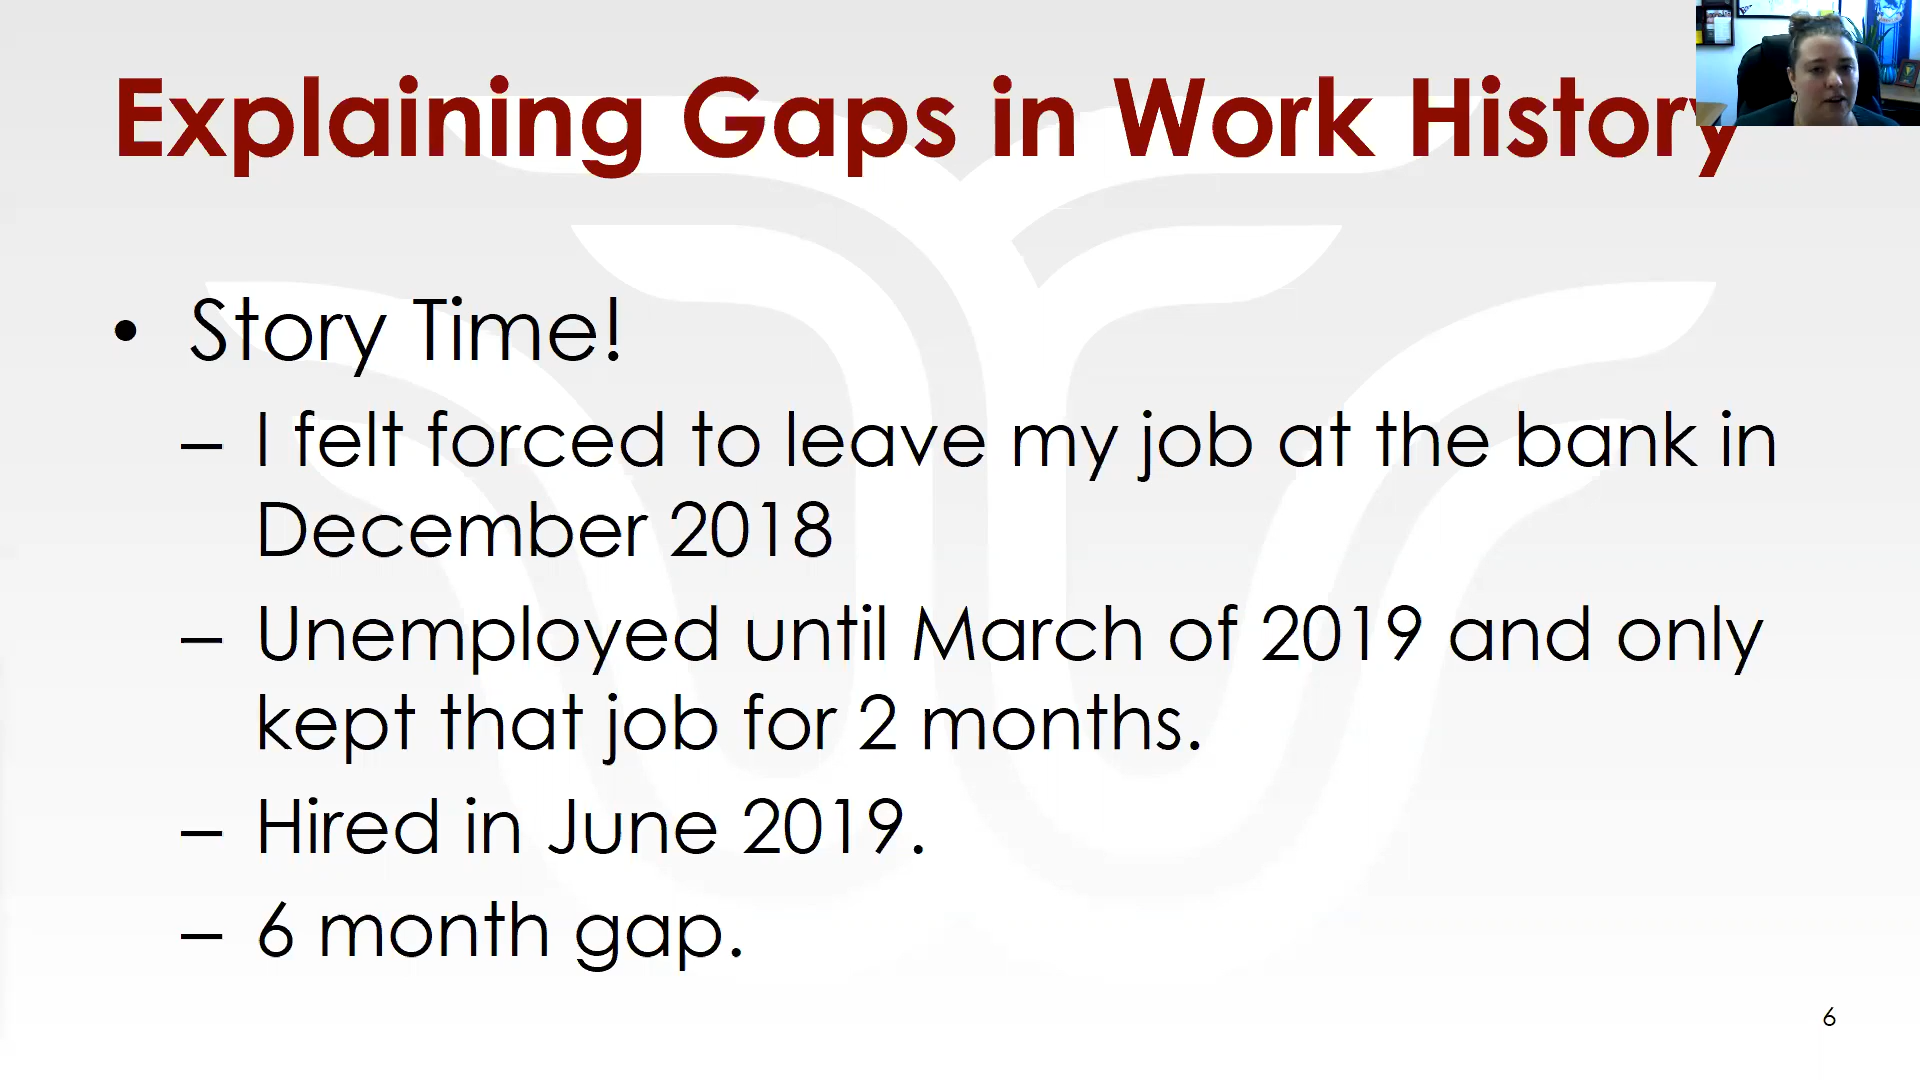 Explaining Gaps in Work History
• Story Time!
– I felt forced to leave my job at the bank in
December 2018
– Unemployed until March of 2019 and only
kept that job for 2 months.
– Hired in June 2019.
– 6 month gap.
6